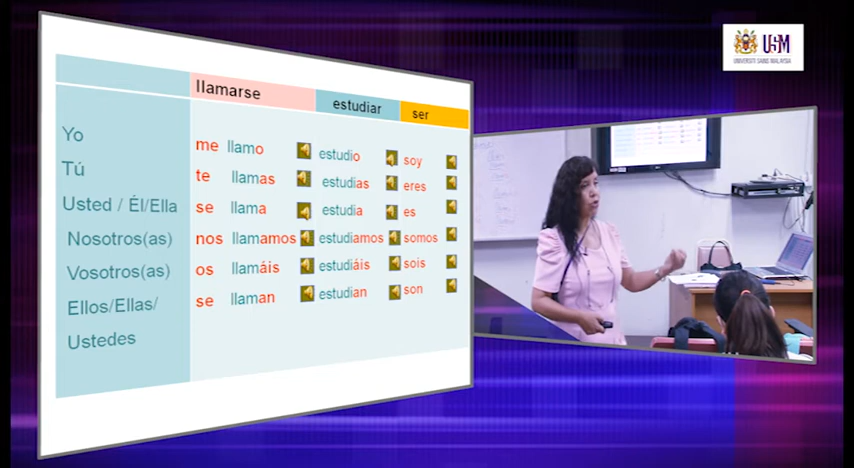 llamarse estudiar ser
Yo me llamo estudio soy
Tú te llamas estudias eres
Usted / Él/Ella se llama estudia es
Nosotros(as) nos llamamos estudiamos somos
Vosotros(as) os llamáis estudiáis sois
Ellos/Ellas/ se llaman estudian son
Ustedes
USM
UNIVERSITI SAINS MALAYSIA